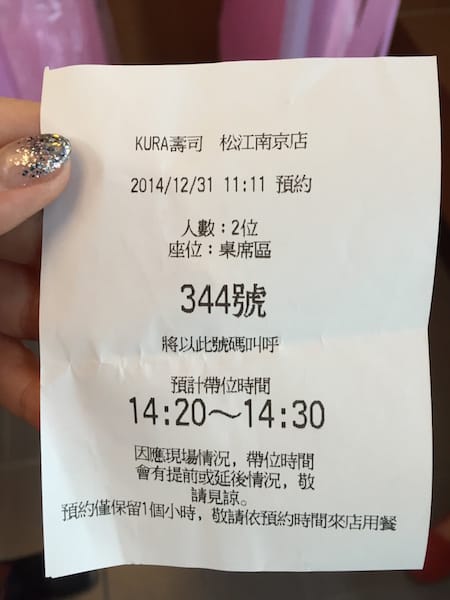 KURA壽司　松江南京店
2014/12/31 11:11 預約
人數：2位
座位：桌席區
344號
將以此號碼叫呼
預計帶位時間
14:20～14:30
因應現場情況，帶位時間
會有提前或延後情況，敬
請見諒。
預約僅保留1個小時，敬請依預約時間來店用餐